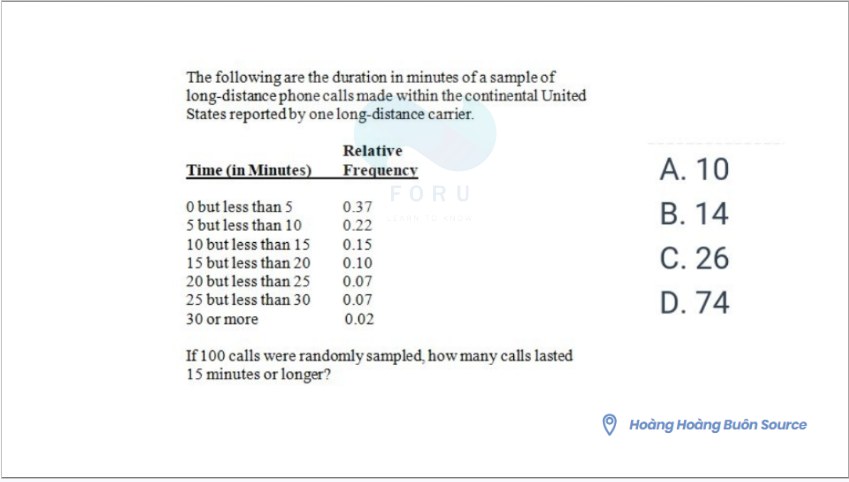 The following are the duration in minutes of a sample of
long-distance phone calls made within the continental United
States reported by one long-distance carrier.
Relative
Time (in Minutes) Frequency
FORU
0 but less than 5 0.37
5 but less than 10 0.22
10 but less than 15 0.15
15 but less than 20 0.10
20 but less than 25 0.07
25 but less than 30 0.07
30 or more 0.02
If 100 calls were randomly sampled, how many calls lasted
15 minutes or longer?
A. 10
B. 14
C. 26
D. 74
Hoàng Hoàng Buôn Source